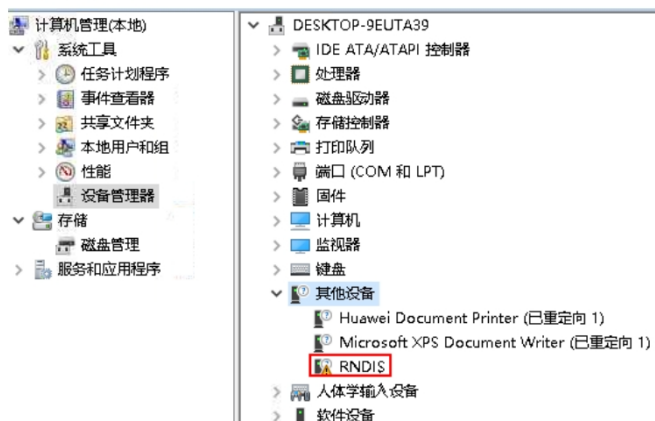 计算机管理(本地)
系统工具
任务计划程序
事件查看器
共享文件夹
本地用户和组
性能
设备管理器
存储
磁盘管理
服务和应用程序
DESKTOP-9EUTA39
IDE ATA/ATAPI 控制器
处理器
磁盘驱动器
存储控制器
打印队列
端口 (COM 和 LPT)
固件
计算机
监视器
键盘
其他设备
Huawei Document Printer (已重定向 1)
Microsoft XPS Document Writer (已重定向 1)
RNDIS
人体学输入设备
软件设备